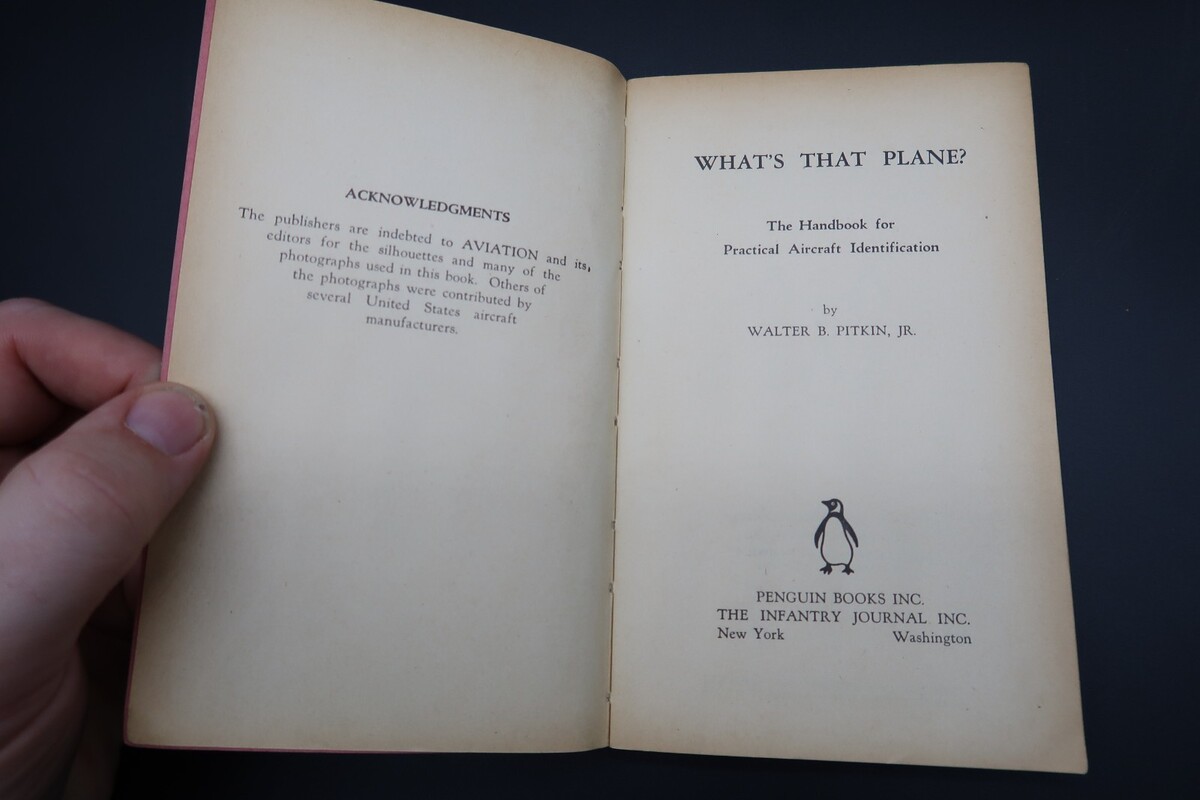 ACKNOWLEDGMENTS
The publishers are indebted to AVIATION and its,
editors for the silhouettes and many of the
photographs used in this book. Others of
the photographs were contributed by
several United States aircraft
manufacturers.
WHAT'S THAT PLANE?
The Handbook for
Practical Aircraft Identification
by
WALTER B. PITKIN, JR.
PENGUIN BOOKS INC.
THE INFANTRY JOURNAL INC.
New York Washington